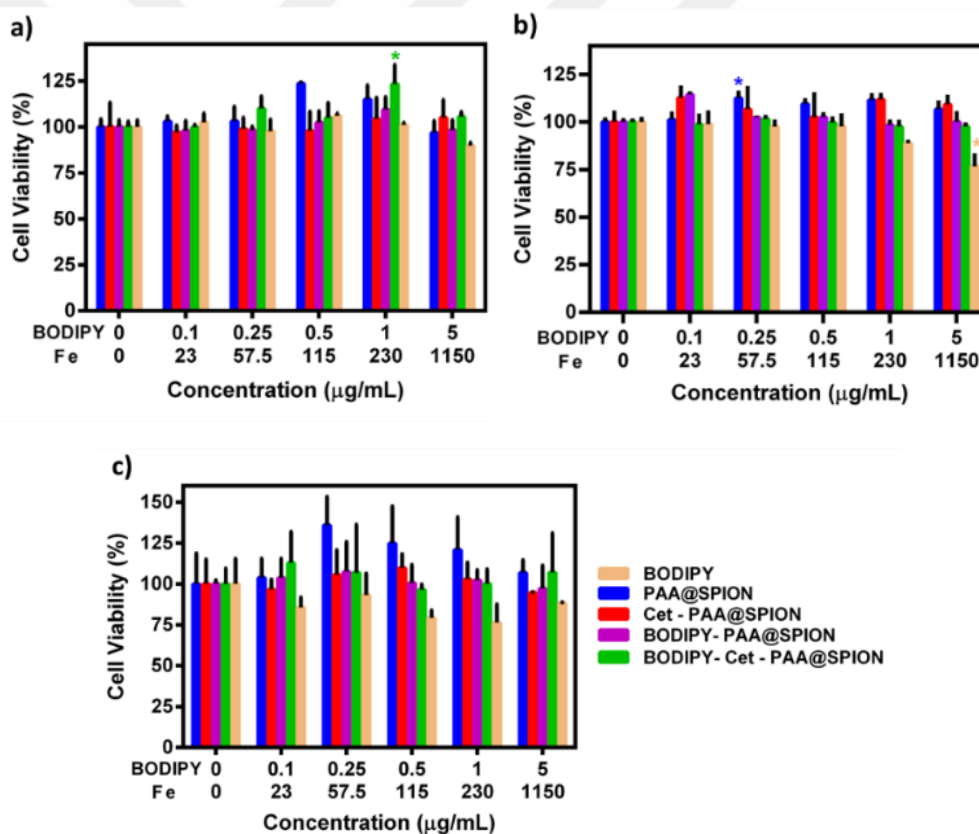 a)
*
125
100
75
50
25
0
Cell Viability (%)
BODIPY 0 0.1 0.25 0.5 1 5
Fe 0 23 57.5 115 230 1150
Concentration (µg/mL)
b)
*
*
125
100
75
50
25
0
Cell Viability (%)
BODIPY 0 0.1 0.25 0.5 1 5
Fe 0 23 57.5 115 230 1150
Concentration (µg/mL)
c)
150
125
100
75
50
25
0
Cell Viability (%)
BODIPY 0 0.1 0.25 0.5 1 5
Fe 0 23 57.5 115 230 1150
Concentration (µg/mL)
BODIPY
PAA@SPION
Cet - PAA@SPION
BODIPY- PAA@SPION
BODIPY- Cet - PAA@SPION